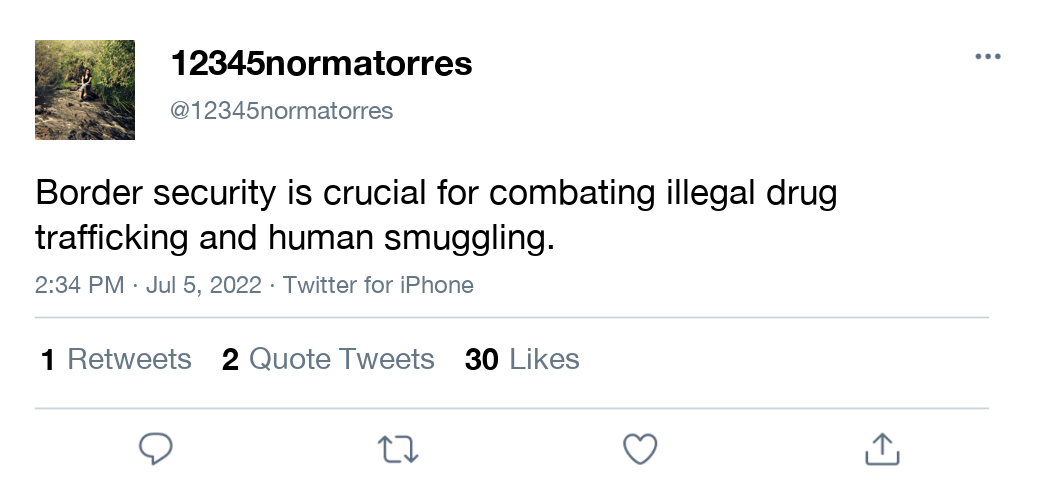 12345normatorres
@12345normatorres
Border security is crucial for combating illegal drug
trafficking and human smuggling.
2:34 PM · Jul 5, 2022 · Twitter for iPhone
1 Retweets 2 Quote Tweets 30 Likes